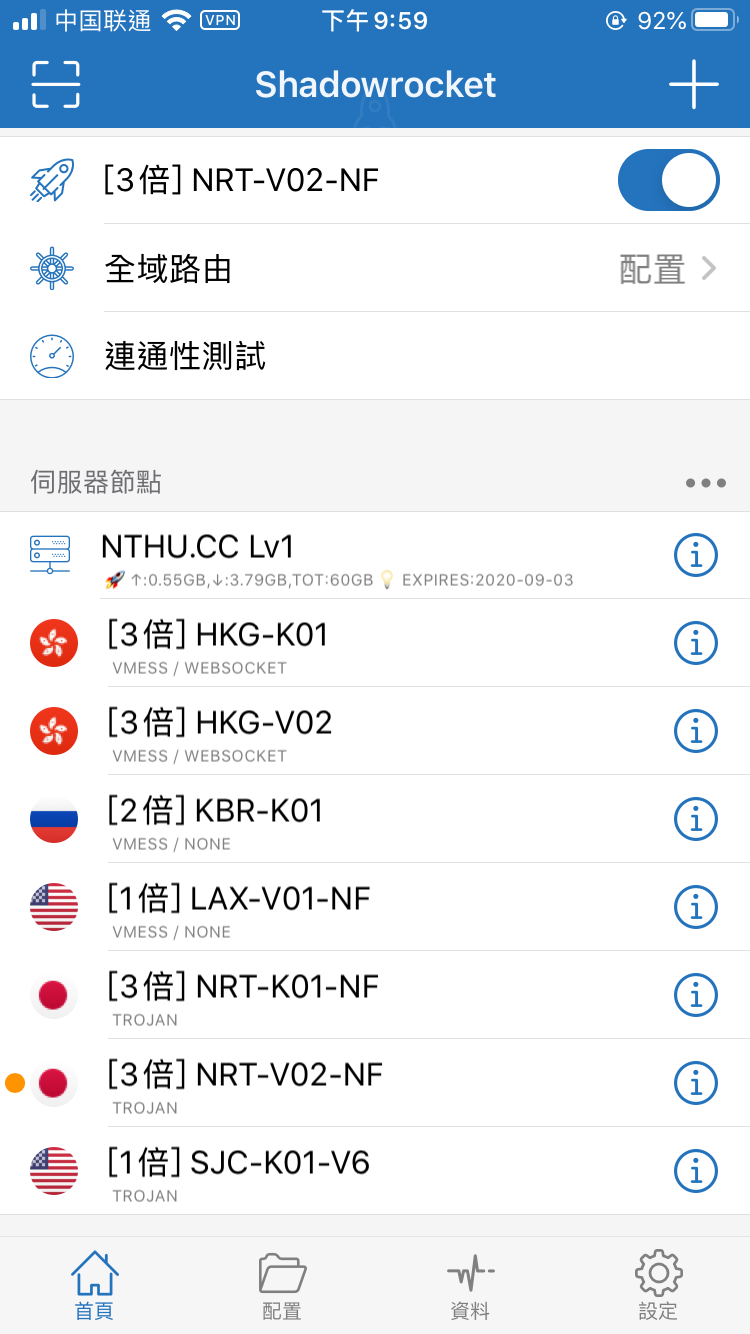 中国联通 VPN 下午9:59 92%
Shadowrocket
[3倍] NRT-V02-NF
全域路由 配置
連通性測試
伺服器節點
NTHU.CC Lv1
🚀 ↑:0.55GB,↓:3.79GB,TOT:60GB 💡 EXPIRES:2020-09-03
[3倍] HKG-K01
VMESS / WEBSOCKET
[3倍] HKG-V02
VMESS / WEBSOCKET
[2倍] KBR-K01
VMESS / NONE
[1倍] LAX-V01-NF
VMESS / NONE
[3倍] NRT-K01-NF
TROJAN
[3倍] NRT-V02-NF
TROJAN
[1倍] SJC-K01-V6
TROJAN
首頁 配置 資料 設定